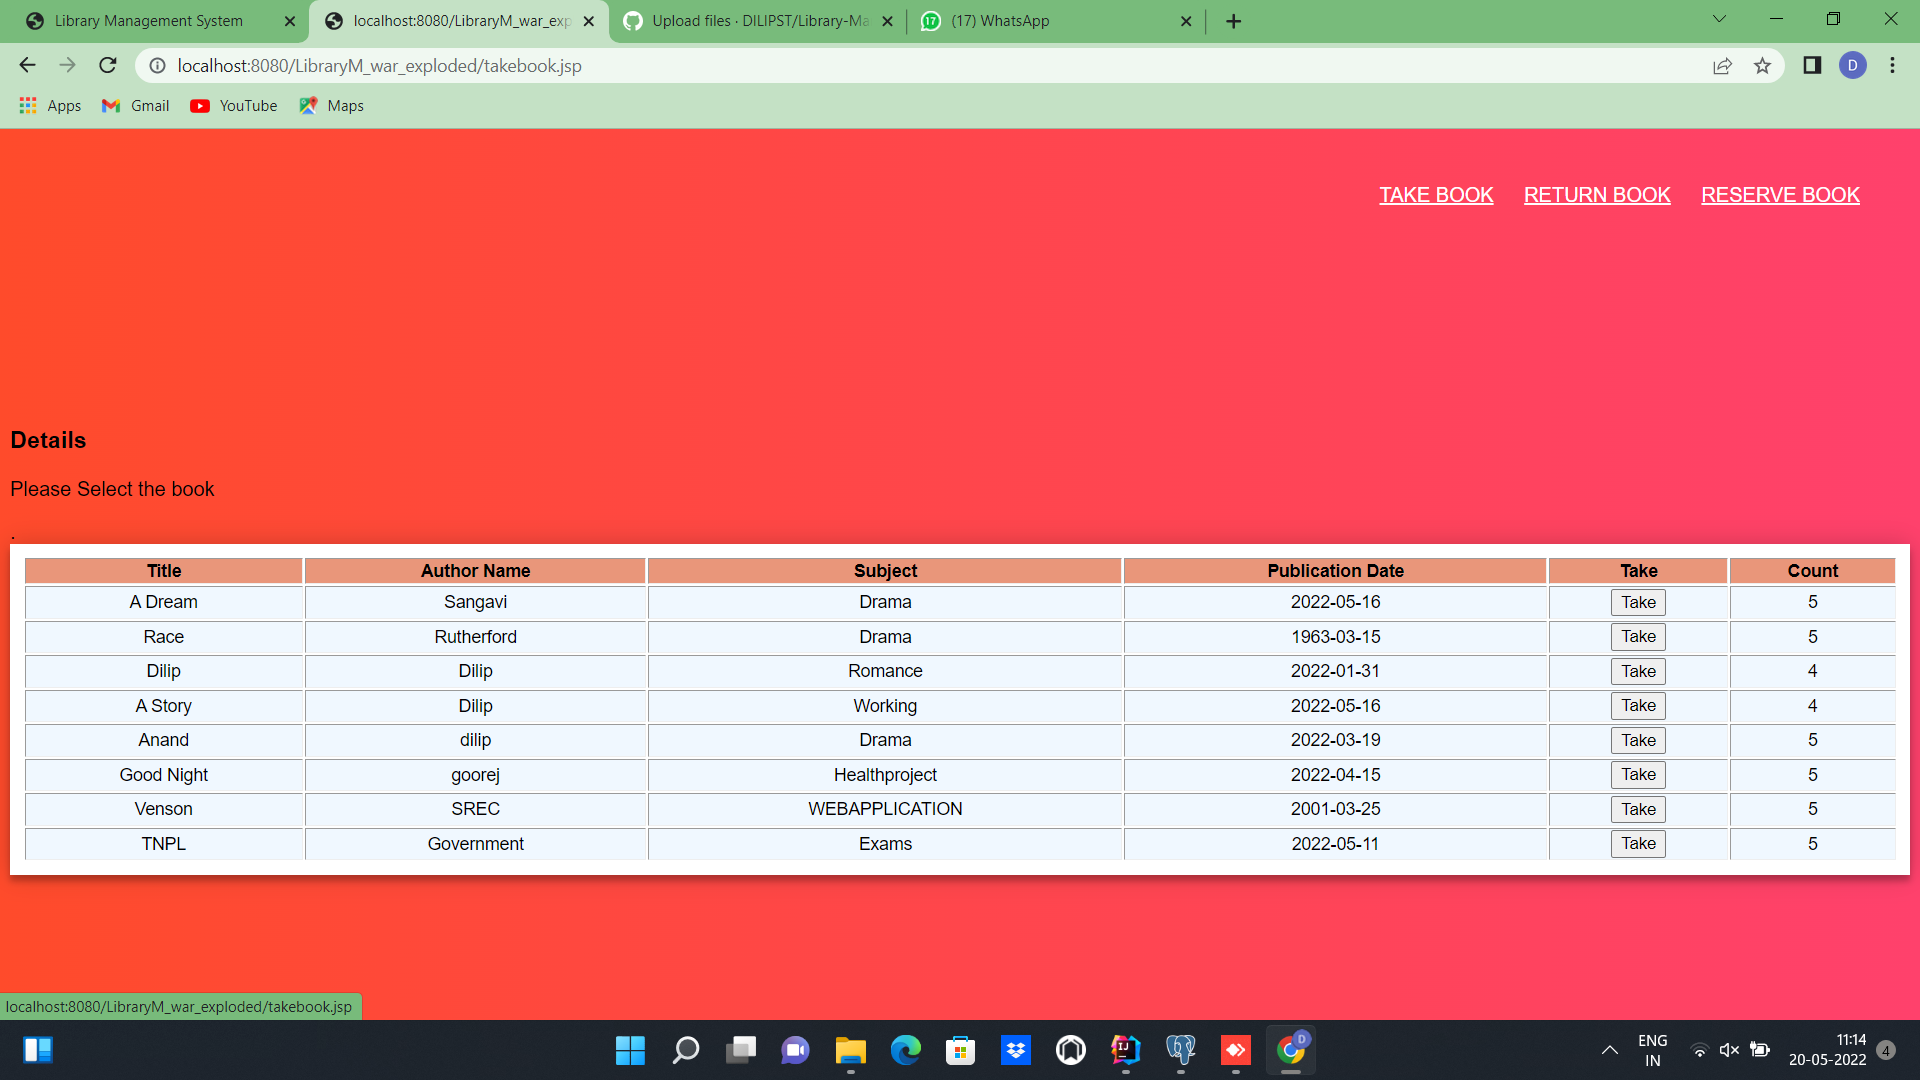 Library Management System
localhost:8080/LibraryM_war_exp
Upload files · DILIPST/Library-Ma
17 (17) WhatsApp
localhost:8080/LibraryM_war_exploded/takebook.jsp
D
Apps Gmail YouTube Maps
TAKE BOOK RETURN BOOK RESERVE BOOK
Details
Please Select the book
.
Title Author Name Subject Publication Date Take Count
A Dream Sangavi Drama 2022-05-16 Take 5
Race Rutherford Drama 1963-03-15 Take 5
Dilip Dilip Romance 2022-01-31 Take 4
A Story Dilip Working 2022-05-16 Take 4
Anand dilip Drama 2022-03-19 Take 5
Good Night goorej Healthproject 2022-04-15 Take 5
Venson SREC WEBAPPLICATION 2001-03-25 Take 5
TNPL Government Exams 2022-05-11 Take 5
localhost:8080/LibraryM_war_exploded/takebook.jsp
IJ
D
ENG
IN
11:14
20-05-2022
4